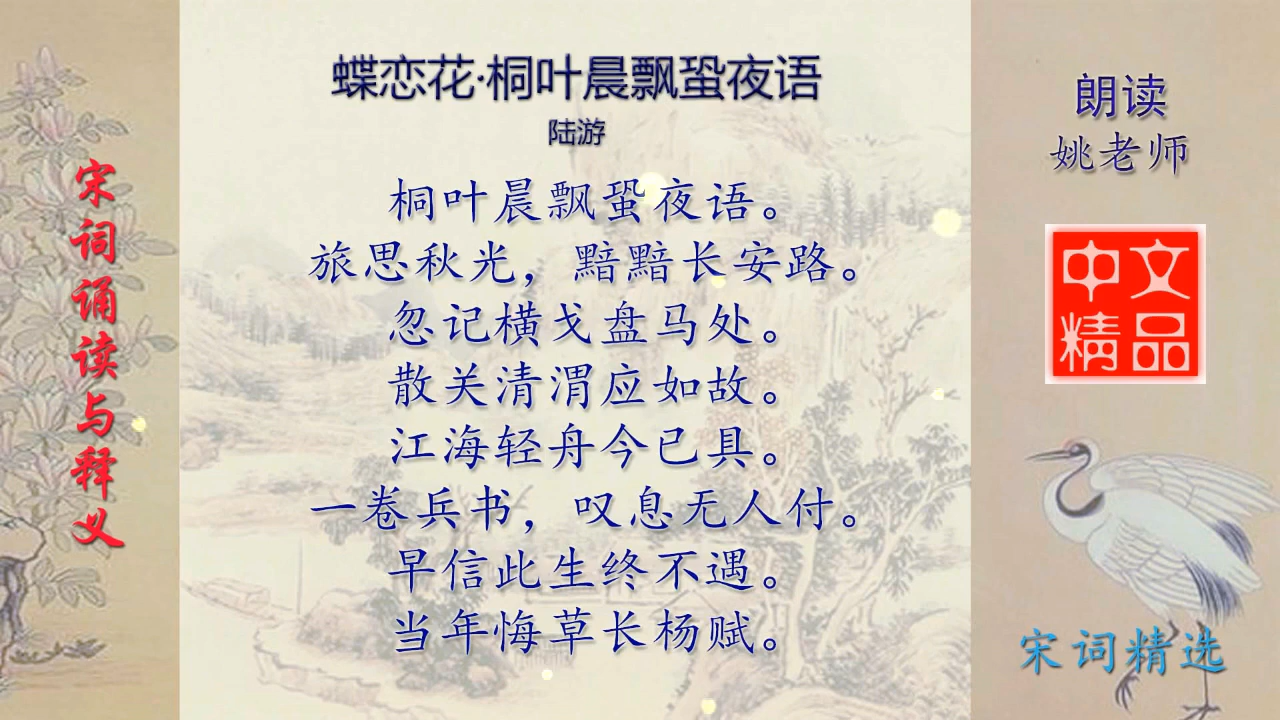 蝶恋花·桐叶晨飘蛩夜语
陆游
桐叶晨飘蛩夜语。
旅思秋光，黯黯长安路。
忽记横戈盘马处。
散关清渭应如故。
江海轻舟今已具。
一卷兵书，叹息无人付。
早信此生终不遇。
当年悔草长杨赋。
宋词诵读与释义
朗读
姚老师
中文
精品
宋词精选